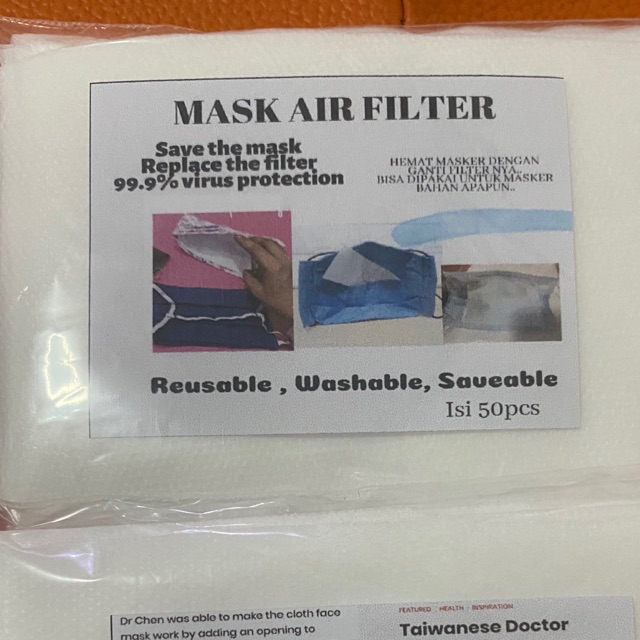 MASK AIR FILTER
Save the mask
Replace the filter
99.9% virus protection
HEMAT MASKER DENGAN
GANTI FILTER NYA..
BISA DIPAKAI UNTUK MASKER
BAHAN APAPUN..
Reusable , Washable, Saveable
Isi 50pcs
Dr Chen was able to make the cloth face
mask work by adding an opening to
FEATURED HEALTH INSPIRATION
Taiwanese Doctor